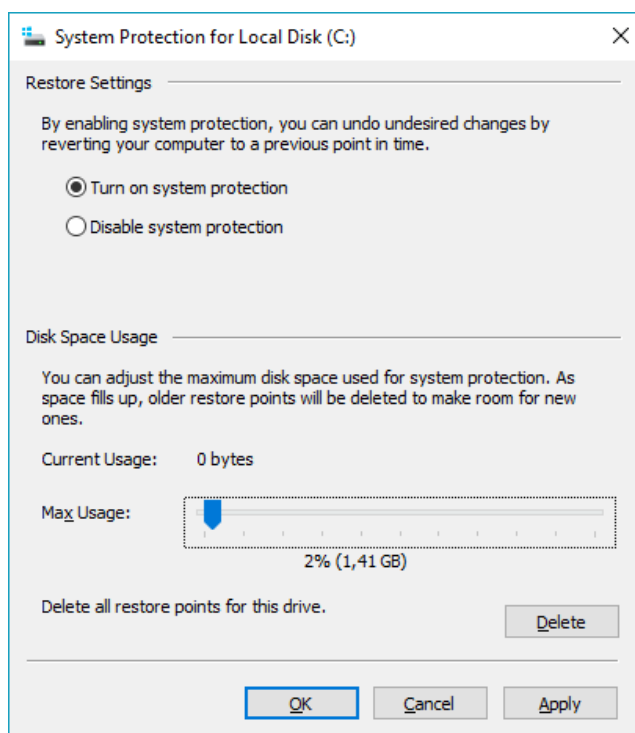 System Protection for Local Disk (C:)
Restore Settings
By enabling system protection, you can undo undesired changes by
reverting your computer to a previous point in time.
Turn on system protection
Disable system protection
Disk Space Usage
You can adjust the maximum disk space used for system protection. As
space fills up, older restore points will be deleted to make room for new
ones.
Current Usage: 0 bytes
Max Usage:
2% (1,41 GB)
Delete all restore points for this drive.
Delete
OK Cancel Apply